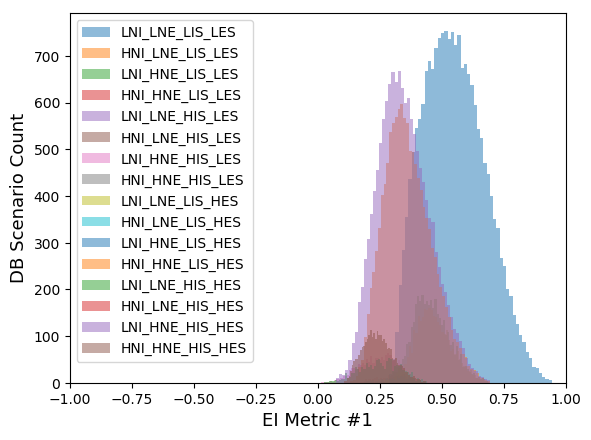 LNI_LNE_LIS_LES
HNI_LNE_LIS_LES
LNI_HNE_LIS_LES
HNI_HNE_LIS_LES
LNI_LNE_HIS_LES
HNI_LNE_HIS_LES
LNI_HNE_HIS_LES
HNI_HNE_HIS_LES
LNI_LNE_LIS_HES
HNI_LNE_LIS_HES
LNI_HNE_LIS_HES
HNI_HNE_LIS_HES
LNI_LNE_HIS_HES
HNI_LNE_HIS_HES
LNI_HNE_HIS_HES
HNI_HNE_HIS_HES
DB Scenario Count
700
600
500
400
300
200
100
0
−1.00 −0.75 −0.50 −0.25 0.00 0.25 0.50 0.75 1.00
EI Metric #1